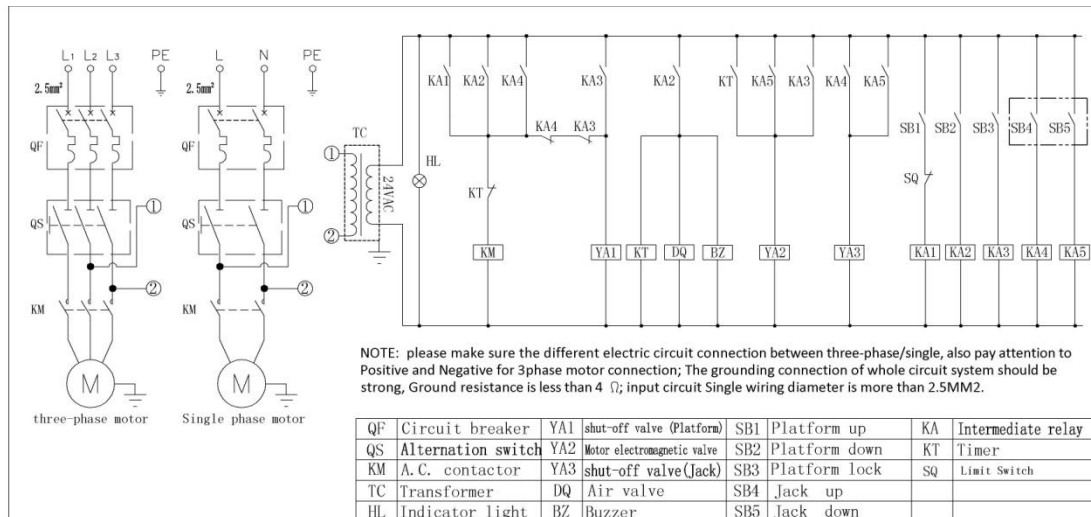 L1 L2 L3 PE L N PE
2.5mm² 2.5mm²
KA1 KA2 KA4 KA3 KA2 KT KA5 KA3 KA4 KA5
SB1 SB2 SB3 SB4 SB5
KA4 KA3
QF QF
TC
① HL
24VAC
KT SQ
① ①
QS QS
②
KM YA1 KT DQ BZ YA2 YA3 KA1 KA2 KA3 KA4 KA5
② ②
KM KM
M M
three-phase motor Single phase motor
NOTE: please make sure the different electric circuit connection between three-phase/single, also pay attention to
Positive and Negative for 3phase motor connection; The grounding connection of whole circuit system should be
strong, Ground resistance is less than 4 Ω; input circuit Single wiring diameter is more than 2.5MM2.
QF Circuit breaker YA1 shut-off valve (Platform) SB1 Platform up KA Intermediate relay
QS Alternation switch YA2 Motor electromagnetic valve SB2 Platform down KT Timer
KM A.C. contactor YA3 shut-off valve(Jack) SB3 Platform lock SQ Limit Switch
TC Transformer DQ Air valve SB4 Jack up
HL Indicator light BZ Buzzer SB5 Jack down